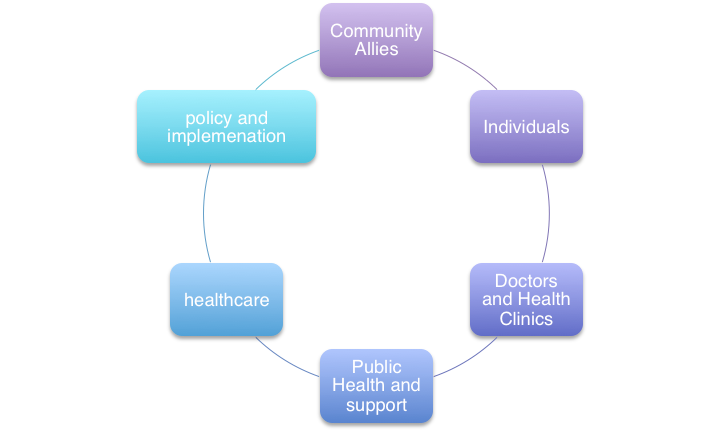 Community
Allies
policy and
implemenation
Individuals
healthcare
Doctors
and Health
Clinics
Public
Health and
support